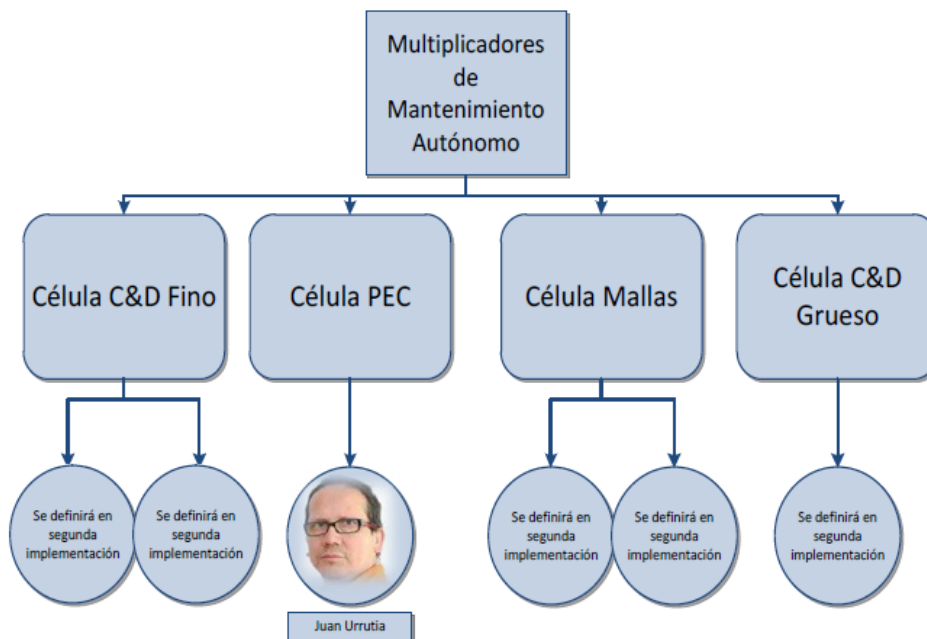 Multiplicadores
de
Mantenimiento
Autónomo
Célula C&D Fino
Célula PEC
Célula Mallas
Célula C&D
Grueso
Se definirá en
segunda
implementación
Se definirá en
segunda
implementación
Juan Urrutia
Se definirá en
segunda
implementación
Se definirá en
segunda
implementación
Se definirá en
segunda
implementación